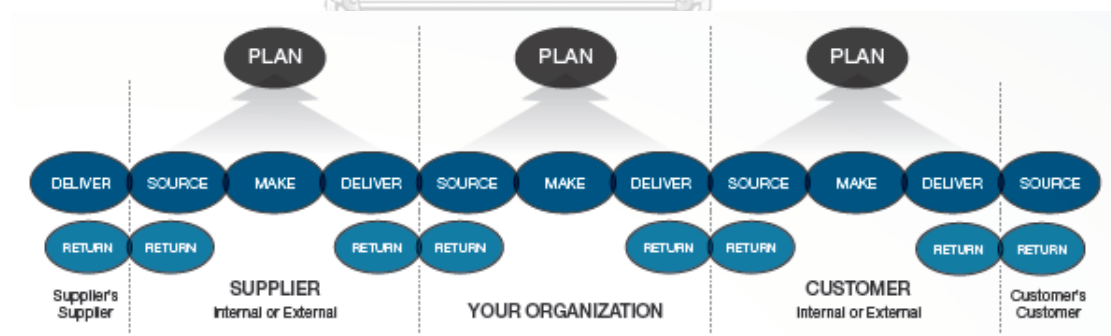 PLAN PLAN PLAN
DELIVER SOURCE MAKE DELIVER SOURCE MAKE DELIVER SOURCE MAKE DELIVER SOURCE
RETURN RETURN RETURN RETURN RETURN RETURN RETURN RETURN
Supplier's
Supplier
SUPPLIER
Internal or External
YOUR ORGANIZATION
CUSTOMER
Internal or External
Customer's
Customer